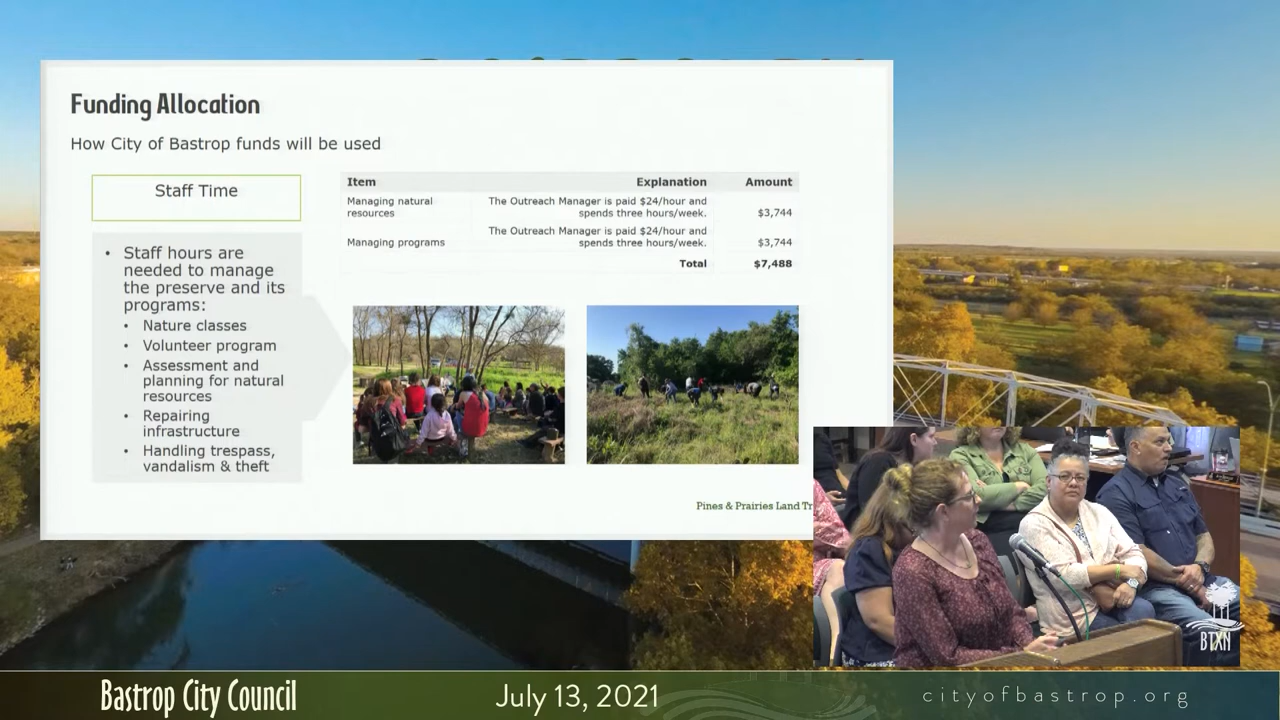 Funding Allocation
How City of Bastrop funds will be used
Staff Time
• Staff hours are
needed to manage
the preserve and its
programs:
• Nature classes
• Volunteer program
• Assessment and
planning for natural
resources
• Repairing
infrastructure
• Handling trespass,
vandalism & theft
Item Explanation Amount
Managing natural
resources
The Outreach Manager is paid $24/hour and
spends three hours/week.
$3,744
Managing programs
The Outreach Manager is paid $24/hour and
spends three hours/week.
$3,744
Total $7,488
Pines & Prairies Land Tr
BTXN
Bastrop City Council
July 13, 2021
cityofbastrop.org